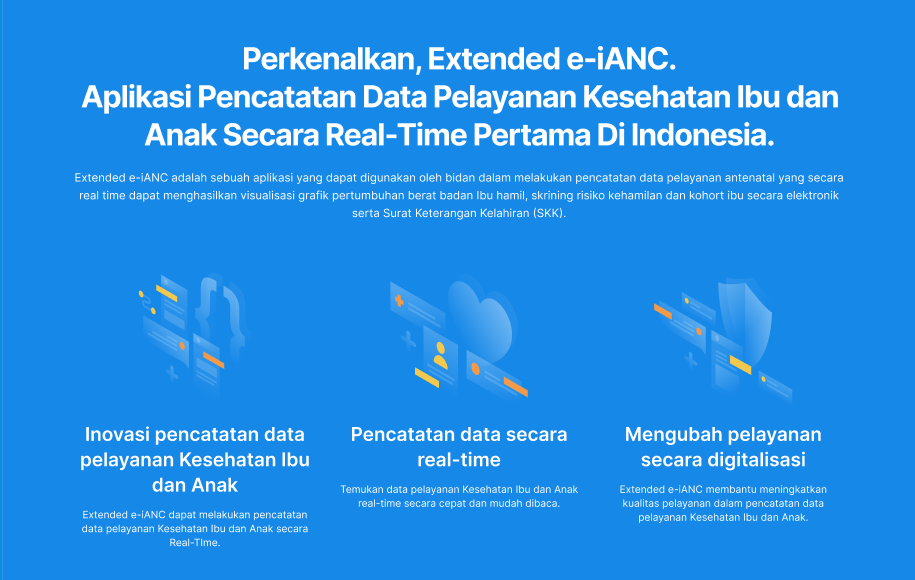 Perkenalkan, Extended e-iANC.
Aplikasi Pencatatan Data Pelayanan Kesehatan Ibu dan
Anak Secara Real-Time Pertama Di Indonesia.
Extended e-iANC adalah sebuah aplikasi yang dapat digunakan oleh bidan dalam melakukan pencatatan data pelayanan antenatal yang secara
real time dapat menghasilkan visualisasi grafik pertumbuhan berat badan Ibu hamil, skrining risiko kehamilan dan kohort ibu secara elektronik
serta Surat Keterangan Kelahiran (SKK).
Inovasi pencatatan data
pelayanan Kesehatan Ibu
dan Anak
Extended e-iANC dapat melakukan pencatatan
data pelayanan Kesehatan Ibu dan Anak secara
Real-TIme.
Pencatatan data secara
real-time
Temukan data pelayanan Kesehatan Ibu dan Anak
real-time secara cepat dan mudah dibaca.
Mengubah pelayanan
secara digitalisasi
Extended e-iANC membantu meningkatkan
kualitas pelayanan dalam pencatatan data
pelayanan Kesehatan Ibu dan Anak.